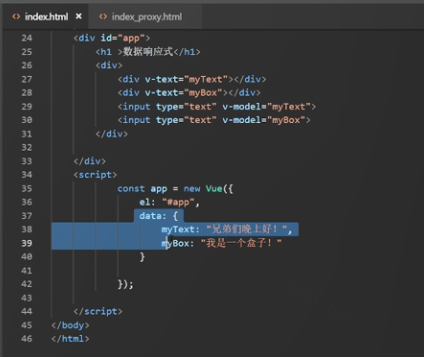 index.html
index_proxy.html
24 <div id="app">
25 <h1 >数据响应式</h1>
26 <div>
27 <div v-text="myText"></div>
28 <div v-text="myBox"></div>
29 <input type="text" v-model="myText">
30 <input type="text" v-model="myBox">
31 </div>
32
33 </div>
34 <script>
35 const app = new Vue({
36 el: "#app",
37 data: {
38 myText: "兄弟们晚上好！",
39 myBox: "我是一个盒子！"
40 }
41
42 });
43
44 </script>
45 </body>
46 </html>